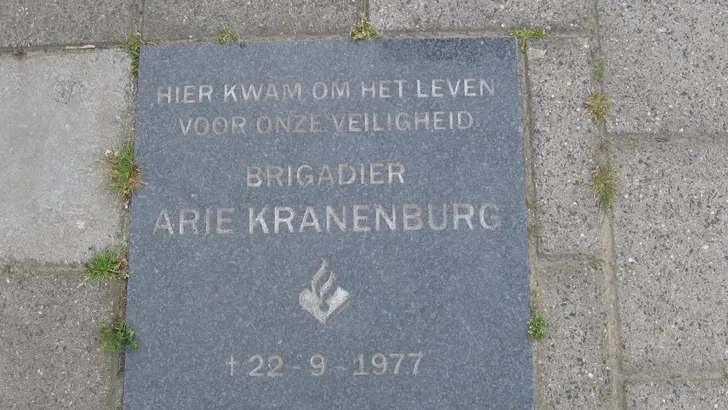 HIER KWAM OM HET LEVEN
VOOR ONZE VEILIGHEID
BRIGADIER
ARIE KRANENBURG
† 22 - 9 - 1977